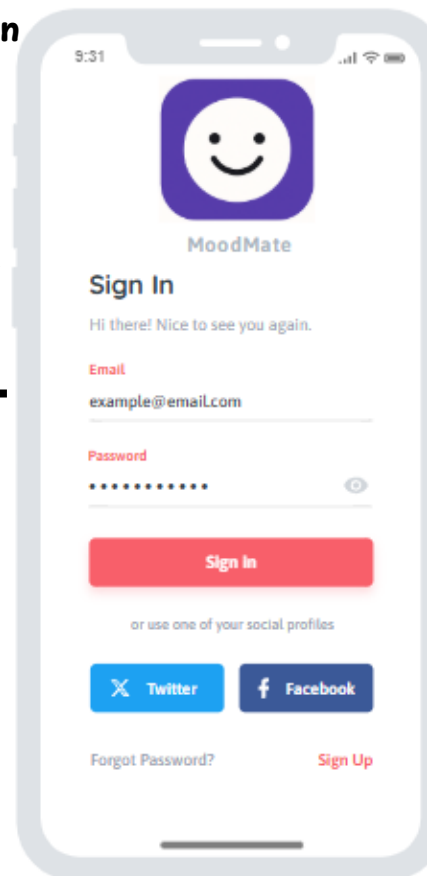 n
9:31
MoodMate
Sign In
Hi there! Nice to see you again.
Email
example@email.com
Password
Sign In
or use one of your social profiles
Twitter
Facebook
Forgot Password?
Sign Up